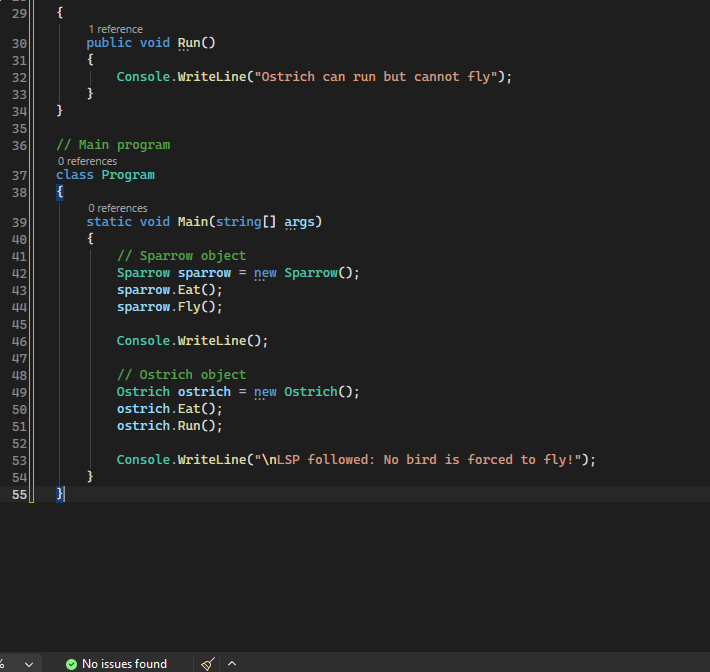 29 {
1 reference
30 public void Run()
31 {
32 Console.WriteLine("Ostrich can run but cannot fly");
33 }
34 }
35
36 // Main program
0 references
37 class Program
38 {
0 references
39 static void Main(string[] args)
40 {
41 // Sparrow object
42 Sparrow sparrow = new Sparrow();
43 sparrow.Eat();
44 sparrow.Fly();
45
46 Console.WriteLine();
47
48 // Ostrich object
49 Ostrich ostrich = new Ostrich();
50 ostrich.Eat();
51 ostrich.Run();
52
53 Console.WriteLine("\nLSP followed: No bird is forced to fly!");
54 }
55 }
% No issues found